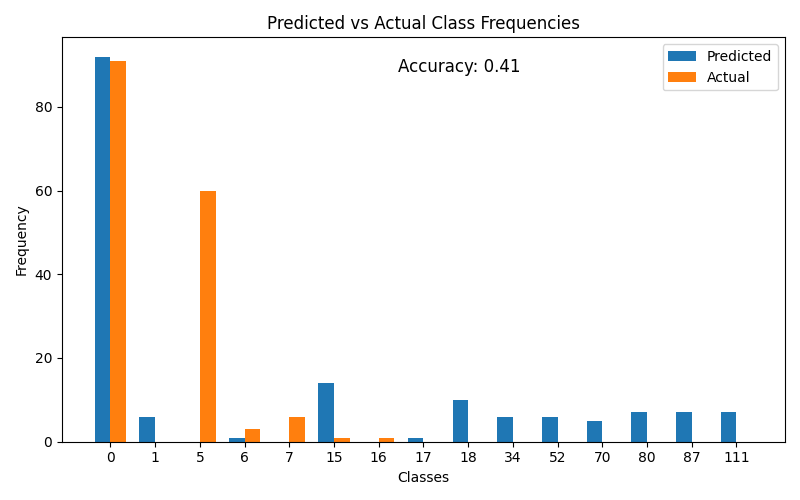 Predicted vs Actual Class Frequencies
Accuracy: 0.41
Predicted
Actual
Frequency
80
60
40
20
0
0 1 5 6 7 15 16 17 18 34 52 70 80 87 111
Classes